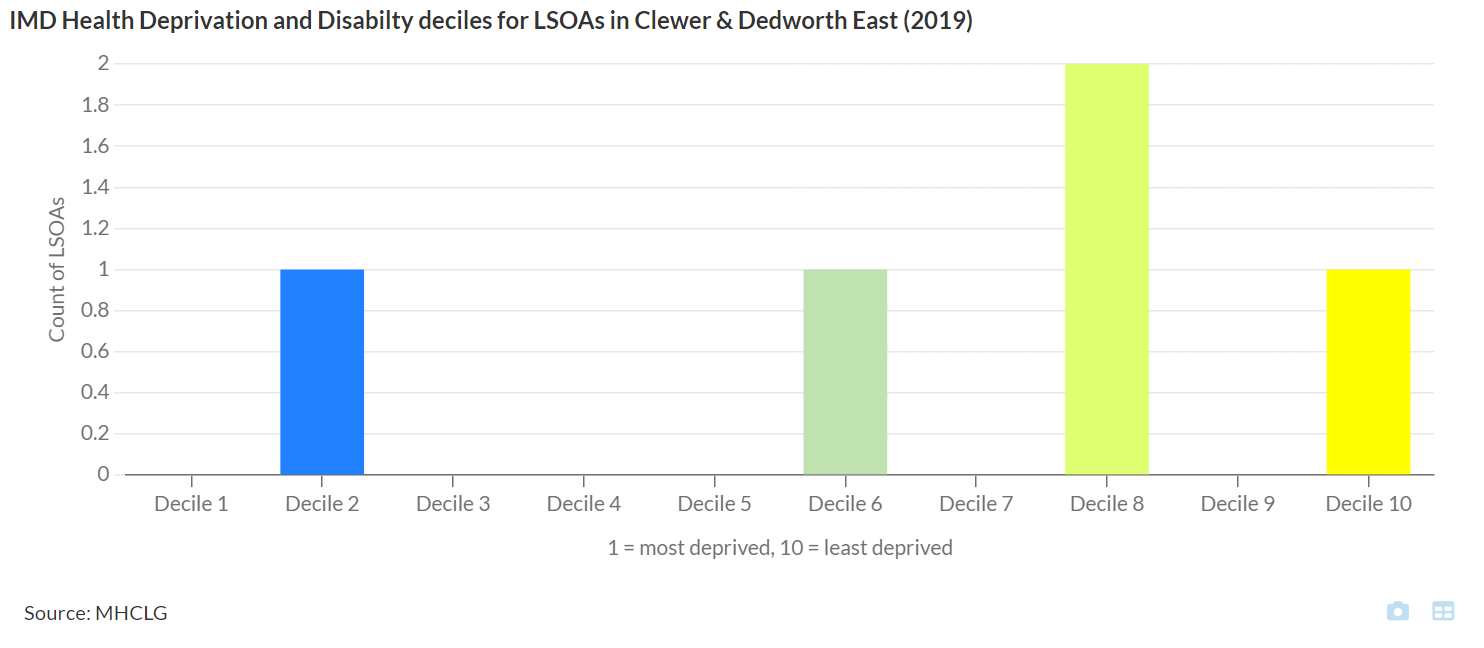 IMD Health Deprivation and Disabilty deciles for LSOAs in Clewer & Dedworth East (2019)
2
1.8
1.6
1.4
1.2
1
0.8
0.6
0.4
0.2
0
Count of LSOAs
Decile 1 Decile 2 Decile 3 Decile 4 Decile 5 Decile 6 Decile 7 Decile 8 Decile 9 Decile 10
1 = most deprived, 10 = least deprived
Source: MHCLG